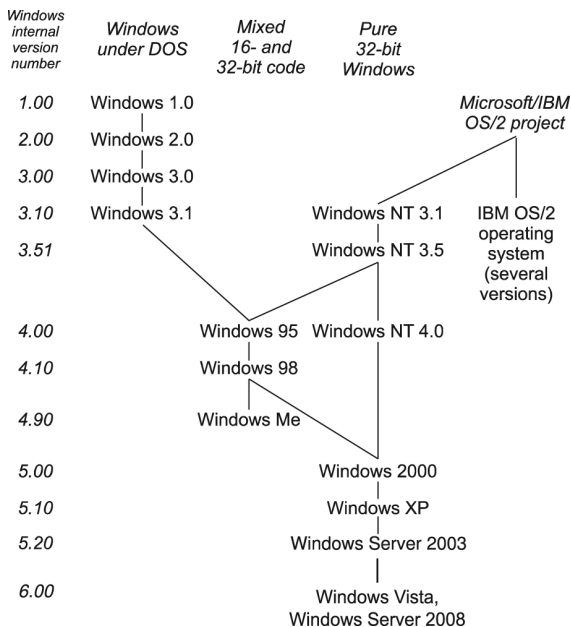 Windows
internal
version
number
Windows
under DOS
Mixed
16- and
32-bit code
Pure
32-bit
Windows
1.00
Windows 1.0
Microsoft/IBM
OS/2 project
2.00
Windows 2.0
3.00
Windows 3.0
3.10
Windows 3.1
Windows NT 3.1
IBM OS/2
operating
system
(several
versions)
3.51
Windows NT 3.5
4.00
Windows 95
Windows NT 4.0
4.10
Windows 98
4.90
Windows Me
5.00
Windows 2000
5.10
Windows XP
5.20
Windows Server 2003
6.00
Windows Vista,
Windows Server 2008